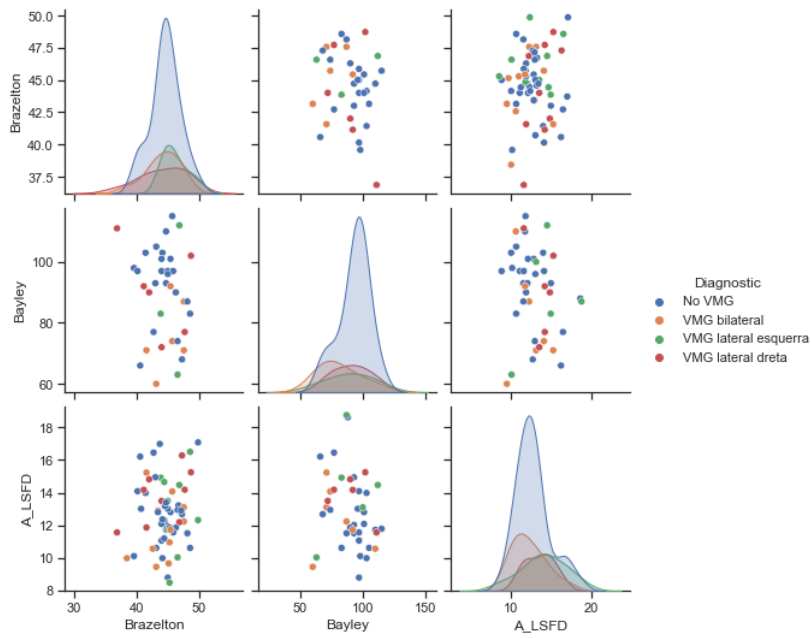 50.0
47.5
45.0
42.5
40.0
37.5
Brazelton
100
80
60
Bayley
Diagnostic
No VMG
VMG bilateral
VMG lateral esquerra
VMG lateral dreta
18
16
14
12
10
8
A_LSFD
30 40 50
50 100 150
10 20
Brazelton Bayley A_LSFD